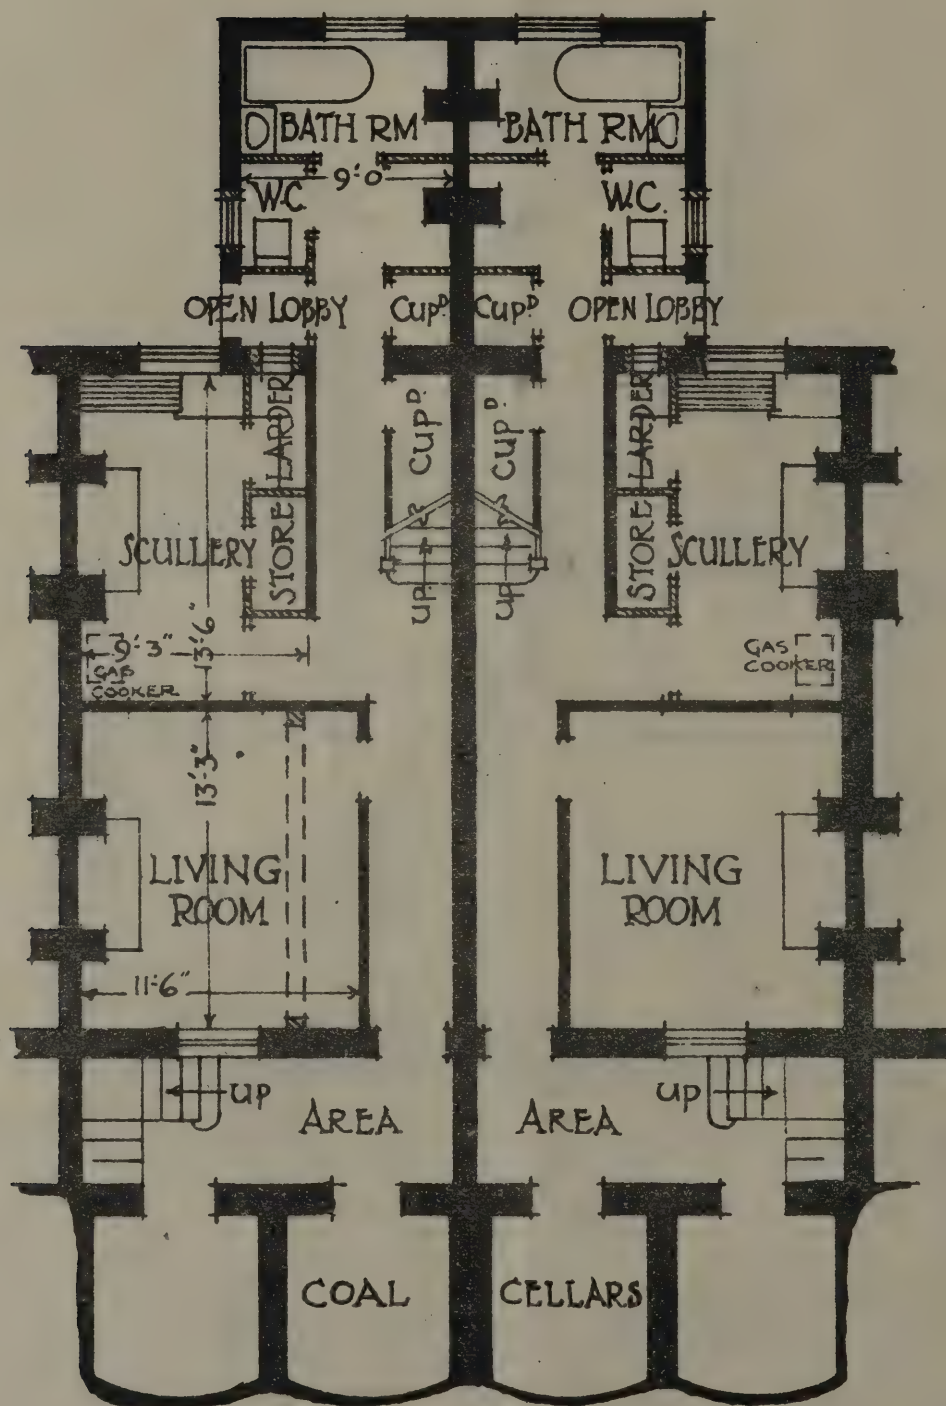 BATH RM BATH RM
9'·0"
W.C. W.C.
OPEN LOBBY CUPD CUPD OPEN LOBBY
LARDER CUPD. CUPD. LARDER
SCULLERY STORE STORE SCULLERY
UP. UP.
9'·3" 13'·6"
GAS
COOKER
GAS
COOKER
13'·3"
LIVING
ROOM
LIVING
ROOM
11'·6"
UP UP
AREA AREA
COAL CELLARS